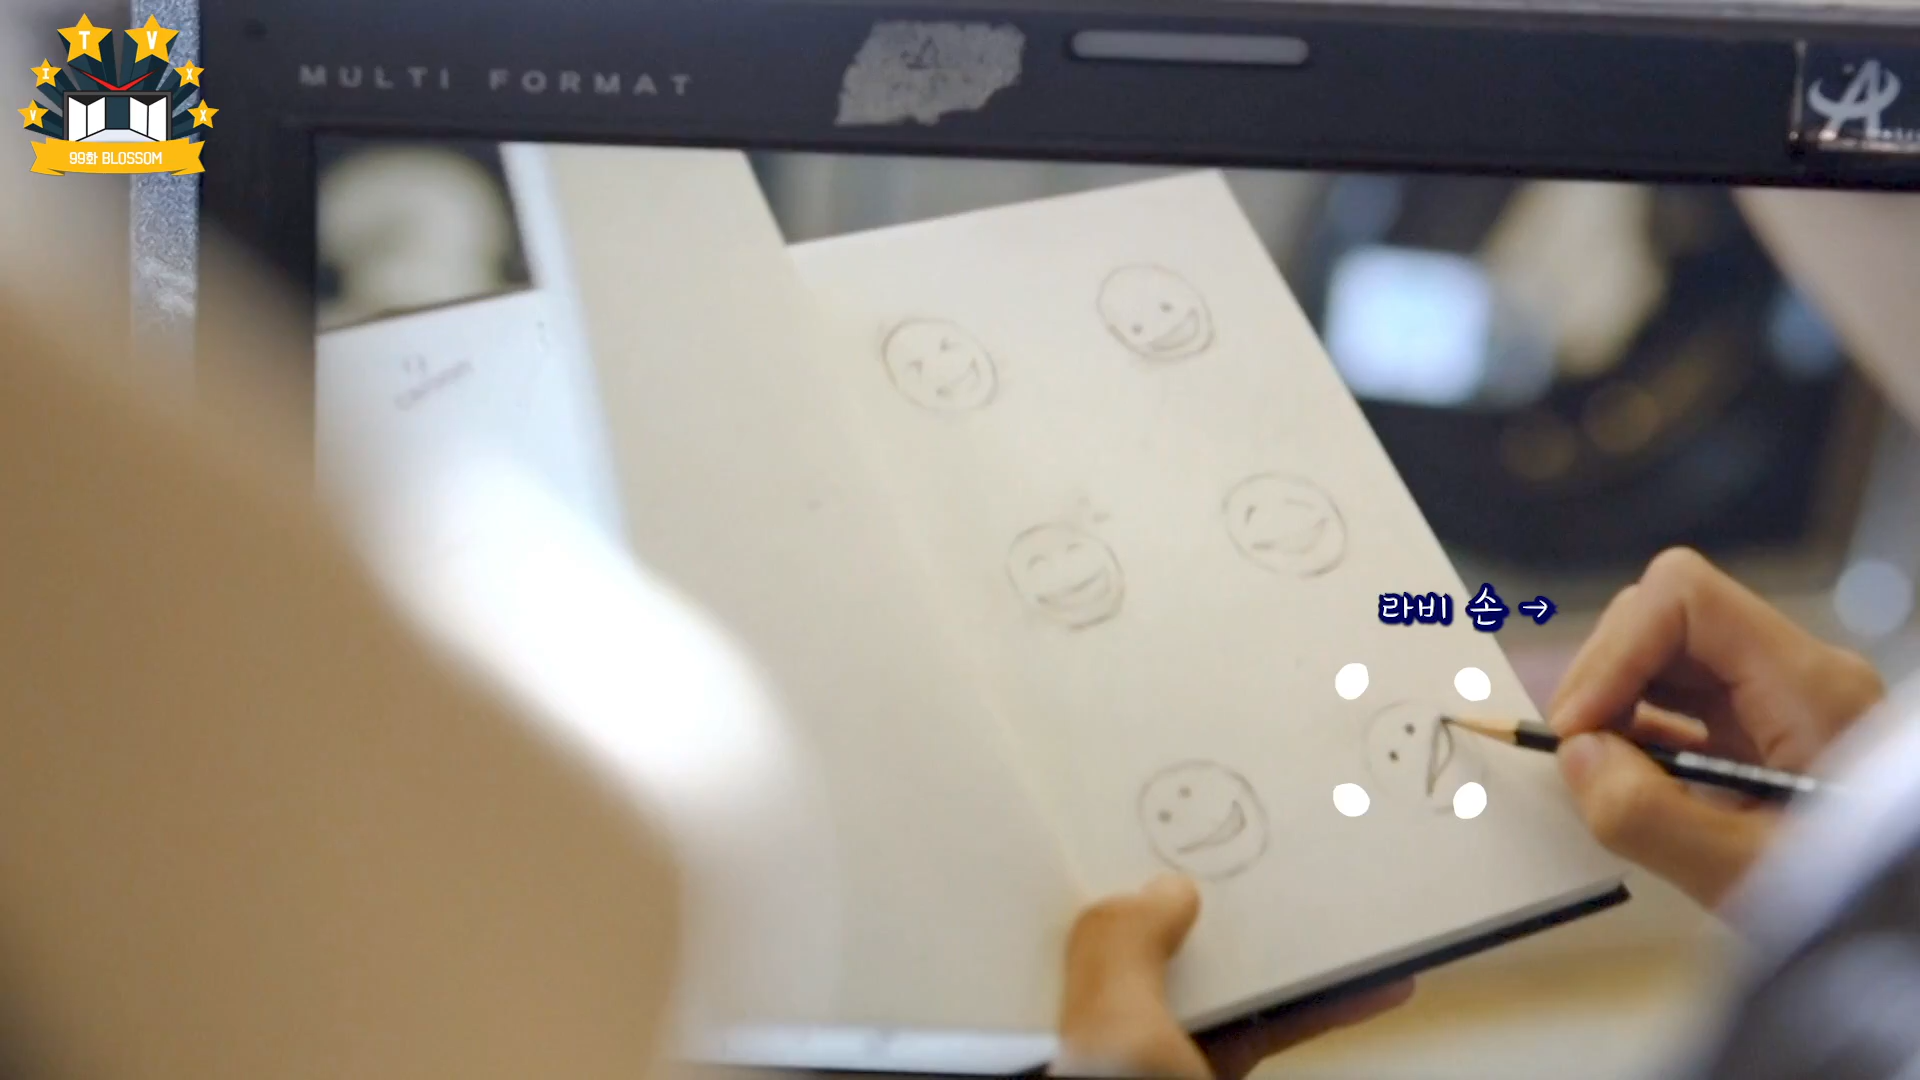 T V
I X
V X
99화 BLOSSOM
MULTI FORMAT
라비 손 →